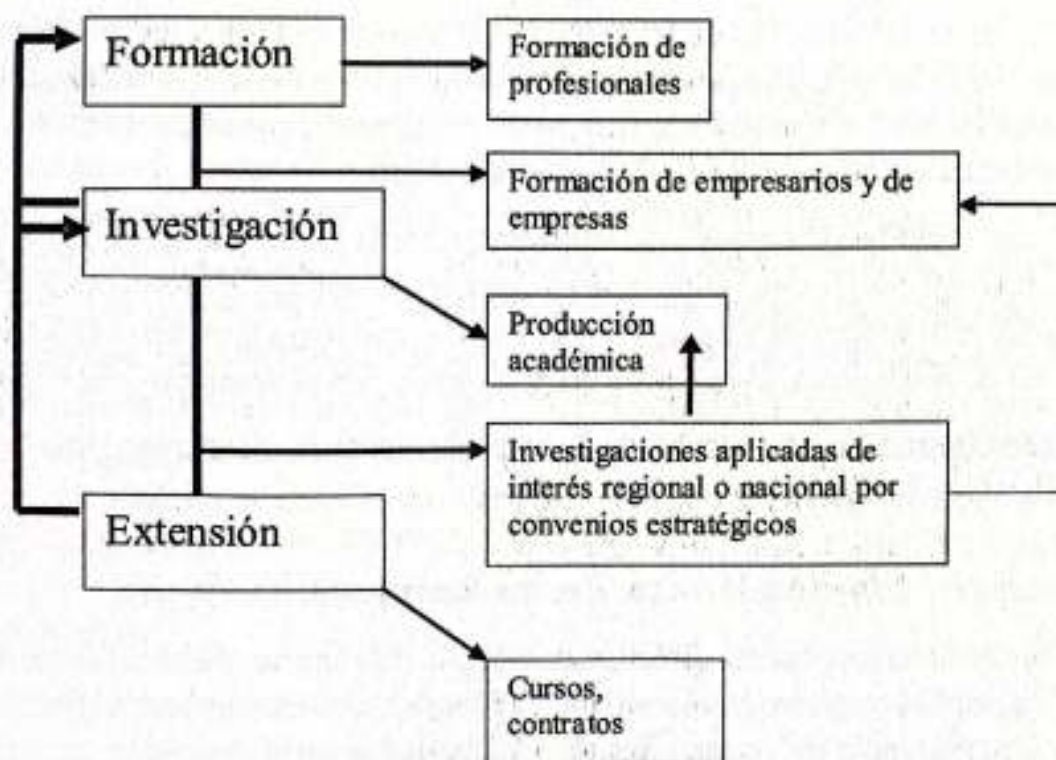 Formación
Formación de
profesionales
Formación de empresarios y de
empresas
Investigación
Producción
académica
Investigaciones aplicadas de
interés regional o nacional por
convenios estratégicos
Extensión
Cursos,
contratos